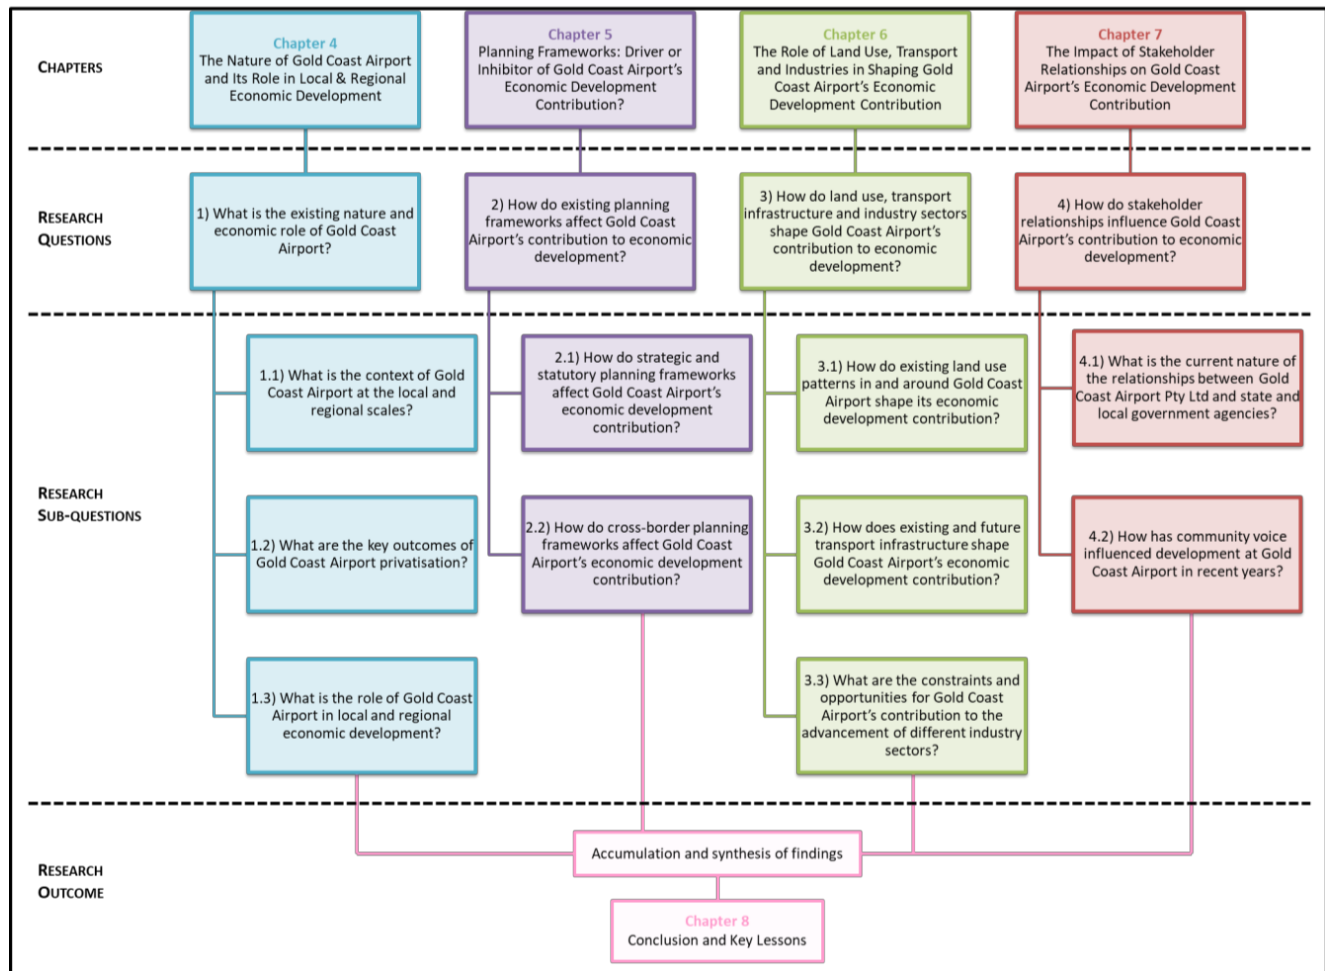 CHAPTERS
Chapter 4
The Nature of Gold Coast Airport
and Its Role in Local & Regional
Economic Development
Chapter 5
Planning Frameworks: Driver or
Inhibitor of Gold Coast Airport's
Economic Development
Contribution?
Chapter 6
The Role of Land Use, Transport
and Industries in Shaping Gold
Coast Airport's Economic
Development Contribution
Chapter 7
The Impact of Stakeholder
Relationships on Gold Coast
Airport's Economic Development
Contribution
RESEARCH
QUESTIONS
1) What is the existing nature and
economic role of Gold Coast
Airport?
2) How do existing planning
frameworks affect Gold Coast
Airport's contribution to economic
development?
3) How do land use, transport
infrastructure and industry sectors
shape Gold Coast Airport's
contribution to economic
development?
4) How do stakeholder
relationships influence Gold Coast
Airport's contribution to economic
development?
RESEARCH
SUB-QUESTIONS
1.1) What is the context of Gold
Coast Airport at the local and
regional scales?
2.1) How do strategic and
statutory planning frameworks
affect Gold Coast Airport's
economic development
contribution?
3.1) How do existing land use
patterns in and around Gold Coast
Airport shape its economic
development contribution?
4.1) What is the current nature of
the relationships between Gold
Coast Airport Pty Ltd and state and
local government agencies?
1.2) What are the key outcomes of
Gold Coast Airport privatisation?
2.2) How do cross-border planning
frameworks affect Gold Coast
Airport's economic development
contribution?
3.2) How does existing and future
transport infrastructure shape
Gold Coast Airport's economic
development contribution?
4.2) How has community voice
influenced development at Gold
Coast Airport in recent years?
1.3) What is the role of Gold Coast
Airport in local and regional
economic development?
3.3) What are the constraints and
opportunities for Gold Coast
Airport's contribution to the
advancement of different industry
sectors?
RESEARCH
OUTCOME
Accumulation and synthesis of findings
Chapter 8
Conclusion and Key Lessons